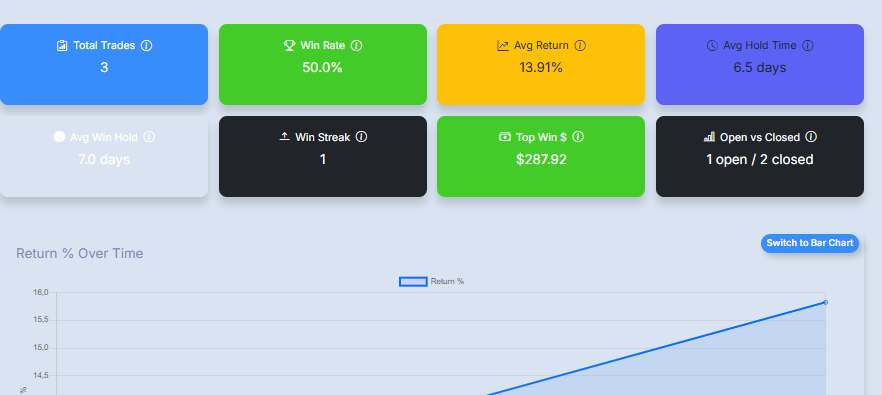 Total Trades
3
Win Rate
50.0%
Avg Return
13.91%
Avg Hold Time
6.5 days
Avg Win Hold
7.0 days
Win Streak
1
Top Win $
$287.92
Open vs Closed
1 open / 2 closed
Return % Over Time
Switch to Bar Chart
Return %
16,0
15,5
15,0
14,5
%